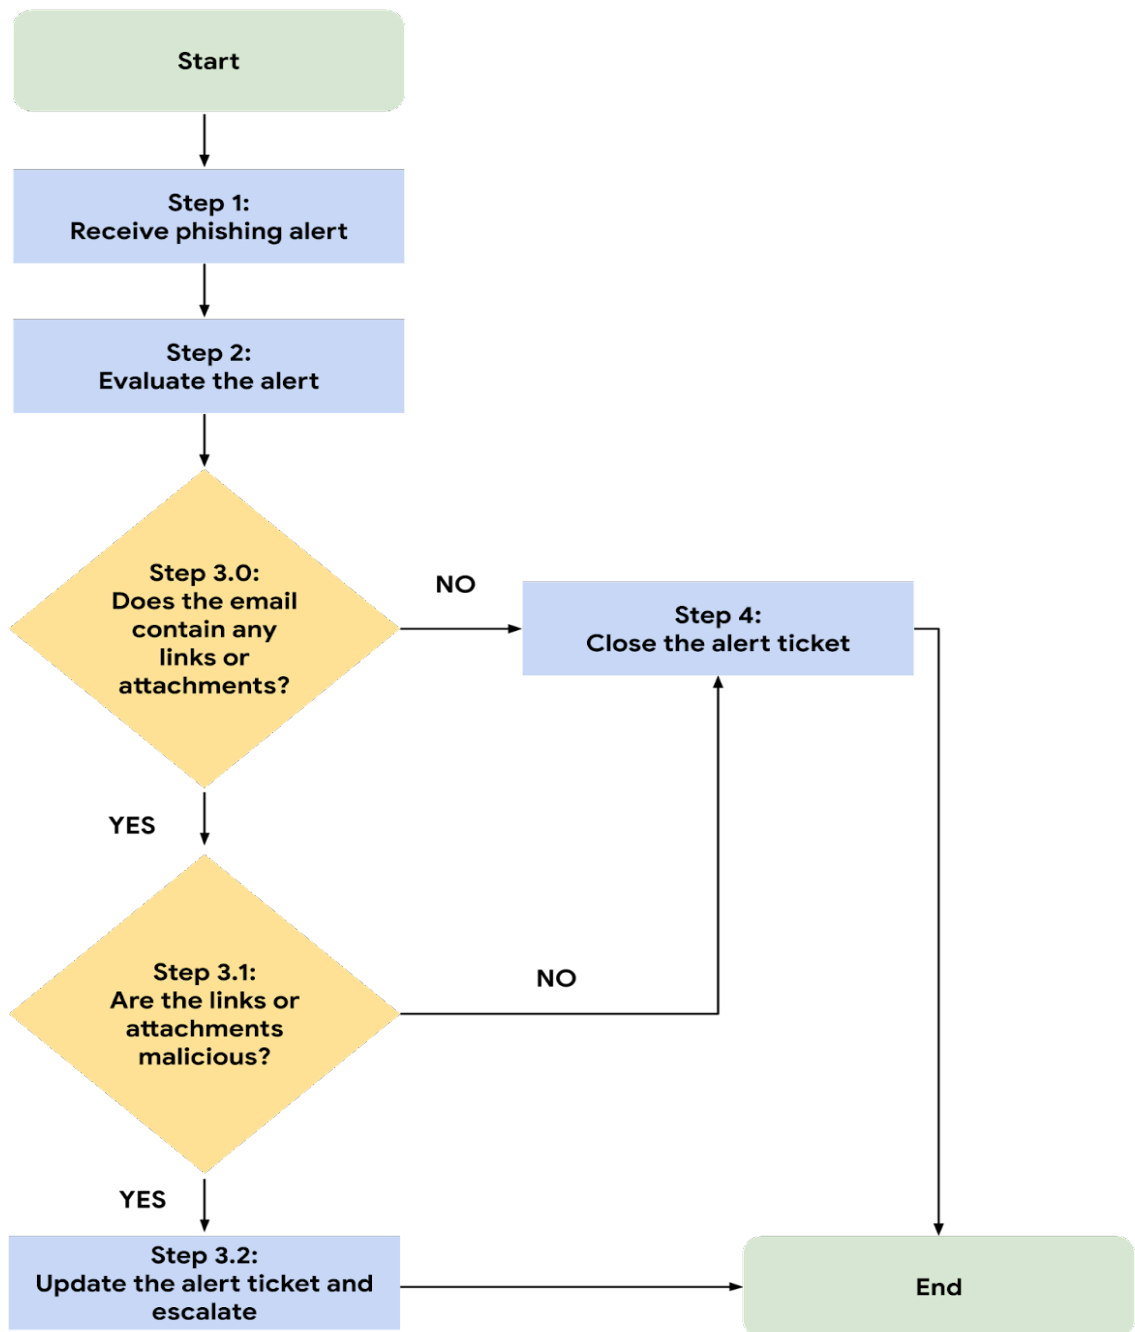 Start
Step 1:
Receive phishing alert
Step 2:
Evaluate the alert
Step 3.0:
Does the email
contain any
links or
attachments?
NO
Step 4:
Close the alert ticket
YES
Step 3.1:
Are the links or
attachments
malicious?
NO
YES
Step 3.2:
Update the alert ticket and
escalate
End